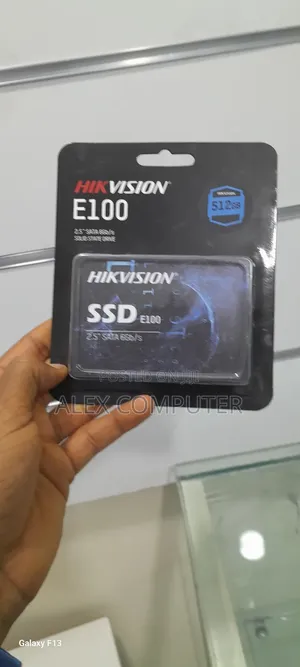 HIKVISION
E100
2.5" SATA 6Gb/s
SOLID STATE DRIVE
512GB
HIKVISION
SSD E100
2.5" SATA 6Gb/s
ALEX COMPUTER
Galaxy F13